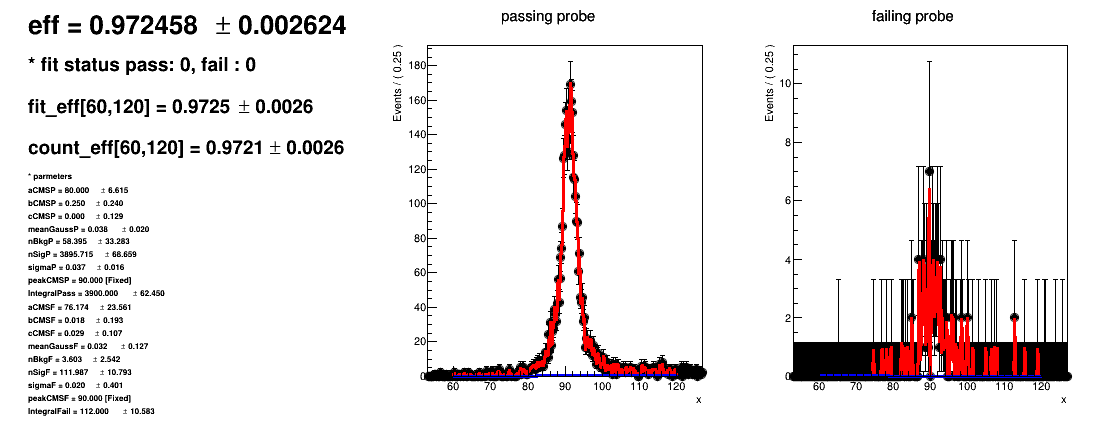 eff = 0.972458 ± 0.002624
* fit status pass: 0, fail : 0
fit_eff[60,120] = 0.9725 ± 0.0026
count_eff[60,120] = 0.9721 ± 0.0026
* parmeters
aCMSP = 80.000 ± 6.615
bCMSP = 0.250 ± 0.240
cCMSP = 0.000 ± 0.129
meanGaussP = 0.038 ± 0.020
nBkgP = 58.395 ± 33.283
nSigP = 3895.715 ± 68.659
sigmaP = 0.037 ± 0.016
peakCMSP = 90.000 [Fixed]
IntegralPass = 3900.000 ± 62.450
aCMSF = 76.174 ± 23.561
bCMSF = 0.018 ± 0.193
cCMSF = 0.029 ± 0.107
meanGaussF = 0.032 ± 0.127
nBkgF = 3.603 ± 2.542
nSigF = 111.987 ± 10.793
sigmaF = 0.020 ± 0.401
peakCMSF = 90.000 [Fixed]
IntegralFail = 112.000 ± 10.583
passing probe
Events / ( 0.25 )
180
160
140
120
100
80
60
40
20
0
60 70 80 90 100 110 120
x
failing probe
Events / ( 0.25 )
10
8
6
4
2
0
60 70 80 90 100 110 120
x